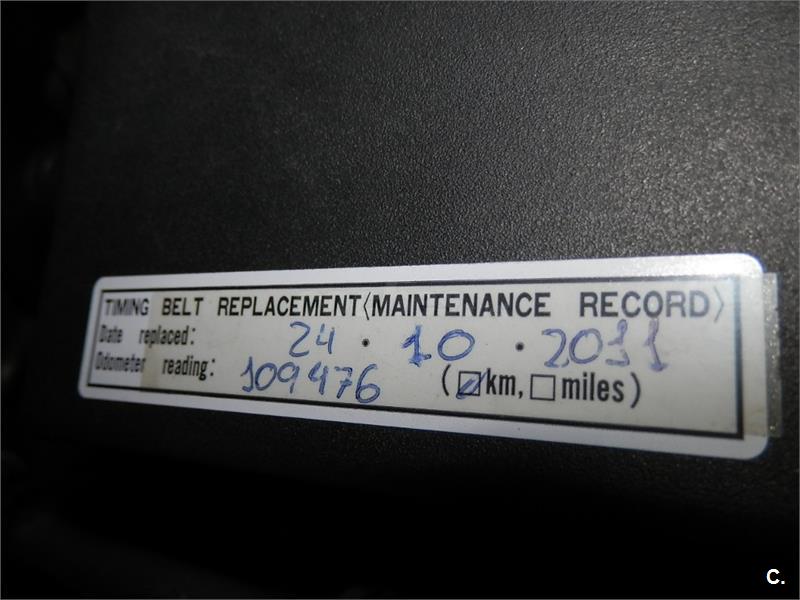 TIMING BELT REPLACEMENT〈MAINTENANCE RECORD〉
Date replaced: 24 · 10 · 2011
Odometer reading: 109476 (☑km, ☐miles)
C.